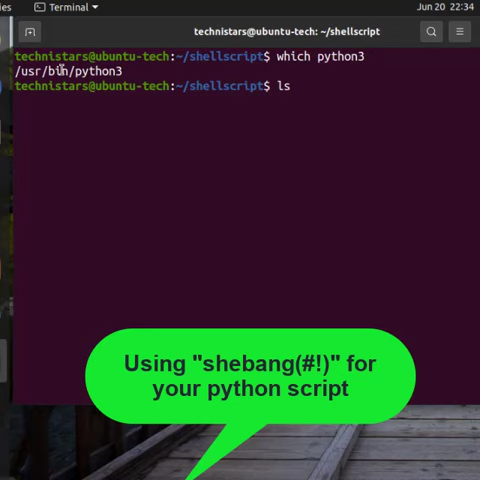 ies
Terminal
Jun 20 22:34
technistars@ubuntu-tech: ~/shellscript
technistars@ubuntu-tech:~/shellscript$ which python3
/usr/bin/python3
technistars@ubuntu-tech:~/shellscript$ ls
Using "shebang(#!)" for
your python script